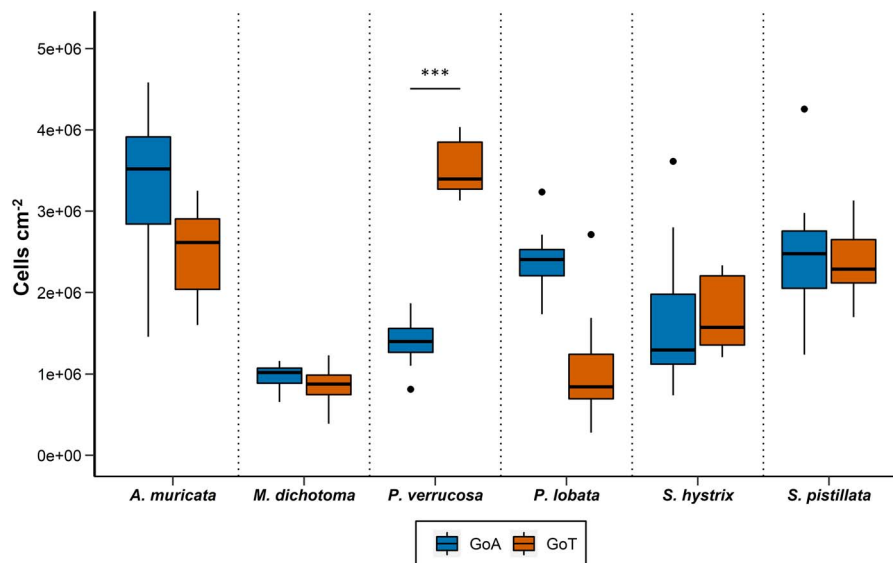 5e+06
4e+06
3e+06
2e+06
1e+06
0e+00
Cells cm⁻²
***
A. muricata M. dichotoma P. verrucosa P. lobata S. hystrix S. pistillata
GoA GoT